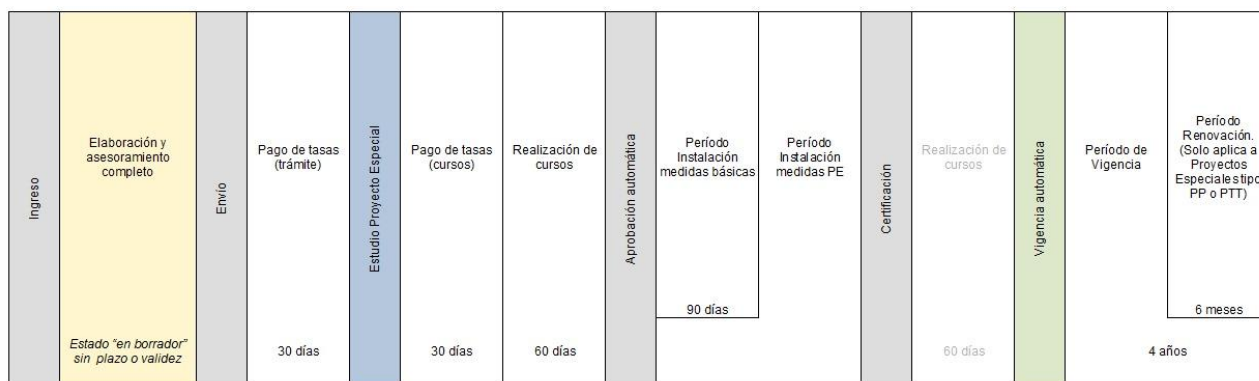 Ingreso
Elaboración y
asesoramiento
completo
Estado "en borrador"
sin plazo o validez
Envío
Pago de tasas
(trámite)
30 días
Estudio Proyecto Especial
Pago de tasas
(cursos)
30 días
Realización de
cursos
60 días
Aprobación automática
Período
Instalación
medidas básicas
90 días
Período
Instalación
medidas PE
Certificación
Realización de
cursos
60 días
Vigencia automática
Período de
Vigencia
Período
Renovación.
(Solo aplica a
Proyectos
Especiales tipo
PP o PTT)
6 meses
4 años